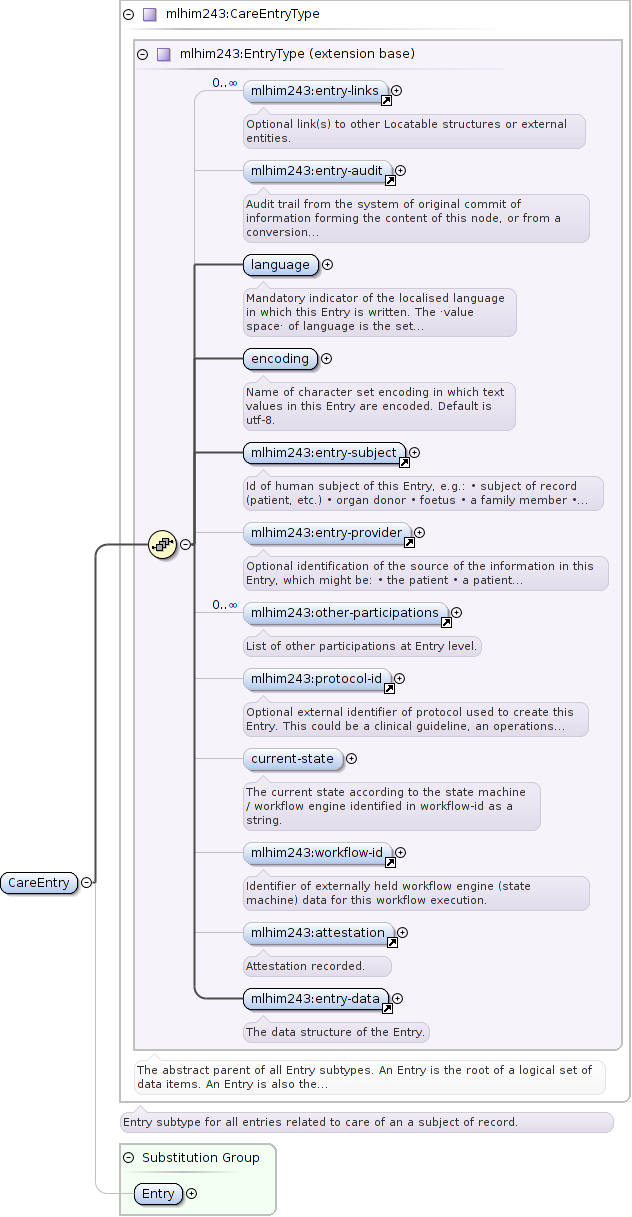 mlhim243:CareEntryType
mlhim243:EntryType (extension base)
0..∞
mlhim243:entry-links
Optional link(s) to other Locatable structures or external
entities.
mlhim243:entry-audit
Audit trail from the system of original commit of
information forming the content of this node, or from a
conversion...
language
Mandatory indicator of the localised language
in which this Entry is written. The ·value
space· of language is the set...
encoding
Name of character set encoding in which text
values in this Entry are encoded. Default is
utf-8.
mlhim243:entry-subject
Id of human subject of this Entry, e.g.: • subject of record
(patient, etc.) • organ donor • foetus • a family member •...
mlhim243:entry-provider
Optional identification of the source of the information in this
Entry, which might be: • the patient • a patient...
0..∞
mlhim243:other-participations
List of other participations at Entry level.
mlhim243:protocol-id
Optional external identifier of protocol used to create this
Entry. This could be a clinical guideline, an operations...
current-state
The current state according to the state machine
/ workflow engine identified in workflow-id as a
string.
mlhim243:workflow-id
Identifier of externally held workflow engine (state
machine) data for this workflow execution.
CareEntry
mlhim243:attestation
Attestation recorded.
mlhim243:entry-data
The data structure of the Entry.
The abstract parent of all Entry subtypes. An Entry is the root of a logical set of
data items. An Entry is also the...
Entry subtype for all entries related to care of an a subject of record.
Substitution Group
Entry